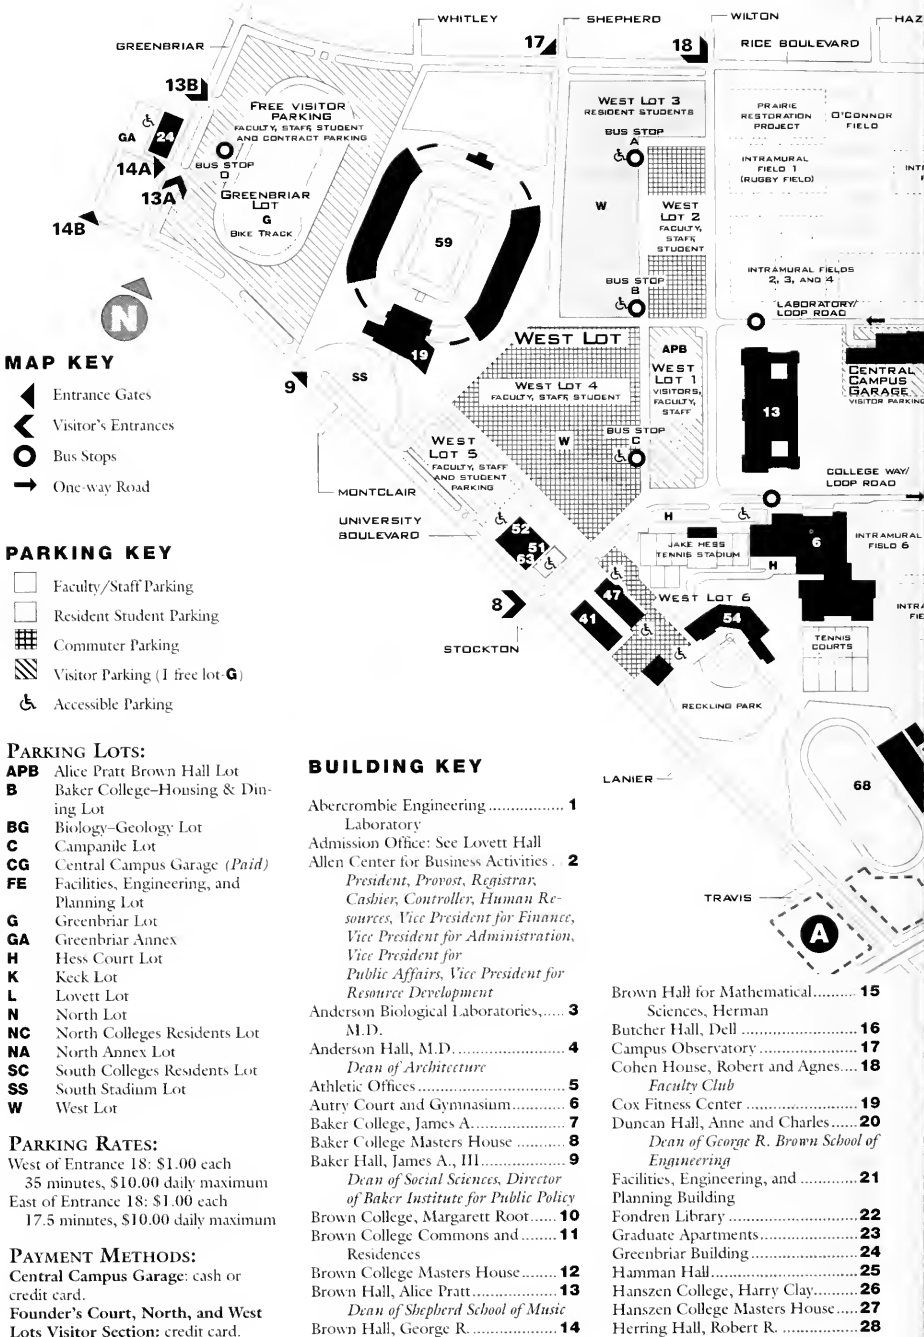 WHITLEY
SHEPHERD
WILTON
HAZ
GREENBRIAR
17
18
RICE BOULEVARD
13B
FREE VISITOR
PARKING
FACULTY, STAFF, STUDENT
AND CONTRACT PARKING
WEST LOT 3
RESIDENT STUDENTS
PRAIRIE
RESTORATION
PROJECT
O'CONNOR
FIELD
GA
24
BUS STOP
D
BUS STOP
A
14A
13A
GREENBRIAR
LOT
G
BIKE TRACK
INTRAMURAL
FIELD 1
(RUGBY FIELD)
INT
14B
59
W
WEST
LOT 2
FACULTY,
STAFF,
STUDENT
INTRAMURAL FIELDS
2, 3, AND 4
BUS STOP
B
N
LABORATORY/
LOOP ROAD
MAP KEY
19
WEST LOT
APB
WEST
LOT 1
VISITORS,
FACULTY,
STAFF
CENTRAL
CAMPUS
GARAGE
VISITOR PARKING
9
SS
WEST LOT 4
FACULTY, STAFF, STUDENT
13
Entrance Gates
Visitor's Entrances
Bus Stops
One-way Road
W
BUS STOP
C
WEST
LOT 5
FACULTY, STAFF
AND STUDENT
PARKING
COLLEGE WAY/
LOOP ROAD
MONTCLAIR
UNIVERSITY
BOULEVARD
52
51
63
H
JAKE HESS
TENNIS STADIUM
6
H
INTRAMURAL
FIELD 6
PARKING KEY
Faculty/Staff Parking
Resident Student Parking
Commuter Parking
Visitor Parking (1 free lot-G)
Accessible Parking
8
STOCKTON
41
47
WEST LOT 6
54
INTRA
FIE
TENNIS
COURTS
RECKLING PARK
LANIER
68
TRAVIS
A
PARKING LOTS:
APB Alice Pratt Brown Hall Lot
B Baker College–Housing & Din-
ing Lot
BG Biology–Geology Lot
C Campanile Lot
CG Central Campus Garage (Paid)
FE Facilities, Engineering, and
Planning Lot
G Greenbriar Lot
GA Greenbriar Annex
H Hess Court Lot
K Keck Lot
L Lovett Lot
N North Lot
NC North Colleges Residents Lot
NA North Annex Lot
SC South Colleges Residents Lot
SS South Stadium Lot
W West Lot
PARKING RATES:
West of Entrance 18: $1.00 each
35 minutes, $10.00 daily maximum
East of Entrance 18: $1.00 each
17.5 minutes, $10.00 daily maximum
PAYMENT METHODS:
Central Campus Garage: cash or
credit card.
Founder's Court, North, and West
Lots Visitor Section: credit card.
BUILDING KEY
Abercrombie Engineering ................. 1
Laboratory
Admission Office: See Lovett Hall
Allen Center for Business Activities . 2
President, Provost, Registrar,
Cashier, Controller, Human Re-
sources, Vice President for Finance,
Vice President for Administration,
Vice President for
Public Affairs, Vice President for
Resource Development
Anderson Biological Laboratories,..... 3
M.D.
Anderson Hall, M.D. ...................... 4
Dean of Architecture
Athletic Offices ............................. 5
Autry Court and Gymnasium........... 6
Baker College, James A.................. 7
Baker College Masters House .......... 8
Baker Hall, James A., III................. 9
Dean of Social Sciences, Director
of Baker Institute for Public Policy
Brown College, Margarett Root...... 10
Brown College Commons and ........ 11
Residences
Brown College Masters House......... 12
Brown Hall, Alice Pratt................. 13
Dean of Shepherd School of Music
Brown Hall, George R. .................. 14
Brown Hall for Mathematical......... 15
Sciences, Herman
Butcher Hall, Dell ........................ 16
Campus Observatory .................... 17
Cohen House, Robert and Agnes.... 18
Faculty Club
Cox Fitness Center ....................... 19
Duncan Hall, Anne and Charles...... 20
Dean of George R. Brown School of
Engineering
Facilities, Engineering, and ............ 21
Planning Building
Fondren Library ........................... 22
Graduate Apartments.................... 23
Greenbriar Building...................... 24
Hamman Hall............................... 25
Hanszen College, Harry Clay.......... 26
Hanszen College Masters House..... 27
Herring Hall, Robert R. ................. 28